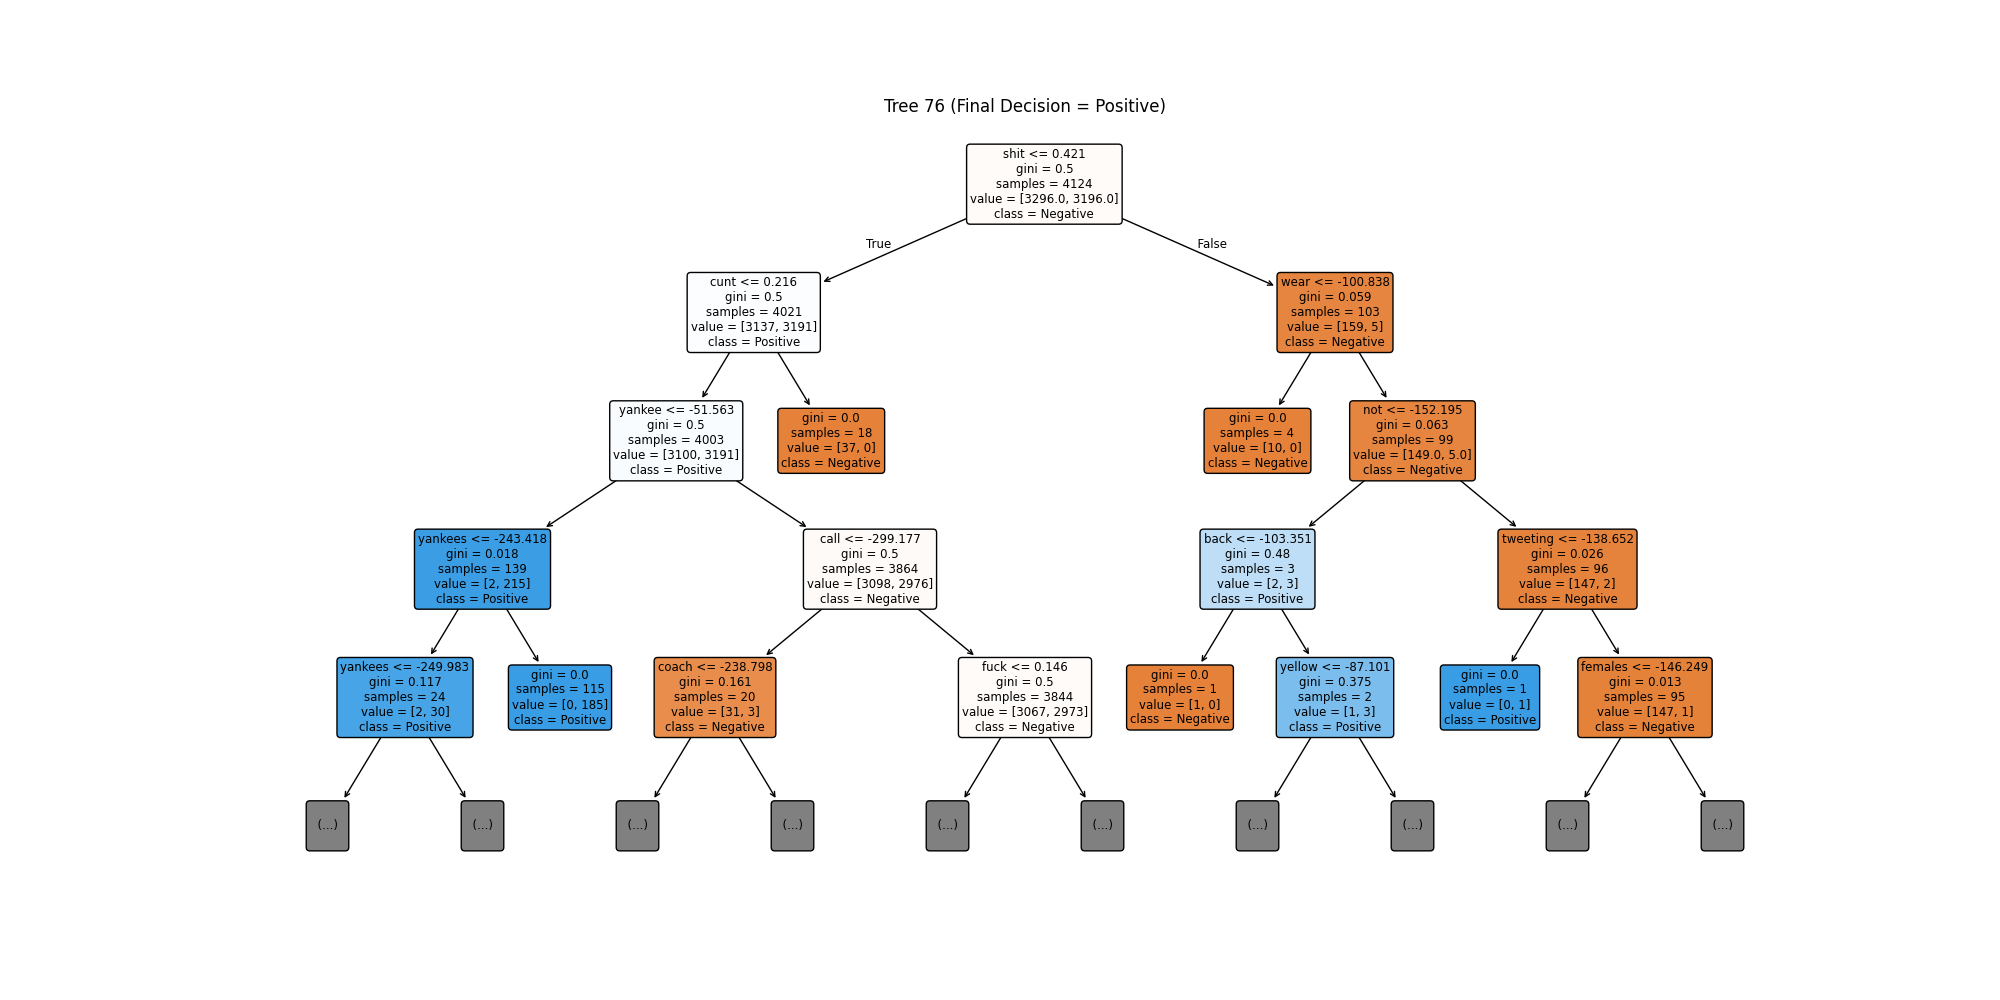 Tree 76 (Final Decision = Positive)
shit <= 0.421
gini = 0.5
samples = 4124
value = [3296.0, 3196.0]
class = Negative
True
False
cunt <= 0.216
gini = 0.5
samples = 4021
value = [3137, 3191]
class = Positive
wear <= -100.838
gini = 0.059
samples = 103
value = [159, 5]
class = Negative
yankee <= -51.563
gini = 0.5
samples = 4003
value = [3100, 3191]
class = Positive
gini = 0.0
samples = 18
value = [37, 0]
class = Negative
gini = 0.0
samples = 4
value = [10, 0]
class = Negative
not <= -152.195
gini = 0.063
samples = 99
value = [149.0, 5.0]
class = Negative
yankees <= -243.418
gini = 0.018
samples = 139
value = [2, 215]
class = Positive
call <= -299.177
gini = 0.5
samples = 3864
value = [3098, 2976]
class = Negative
back <= -103.351
gini = 0.48
samples = 3
value = [2, 3]
class = Positive
tweeting <= -138.652
gini = 0.026
samples = 96
value = [147, 2]
class = Negative
yankees <= -249.983
gini = 0.117
samples = 24
value = [2, 30]
class = Positive
gini = 0.0
samples = 115
value = [0, 185]
class = Positive
coach <= -238.798
gini = 0.161
samples = 20
value = [31, 3]
class = Negative
fuck <= 0.146
gini = 0.5
samples = 3844
value = [3067, 2973]
class = Negative
gini = 0.0
samples = 1
value = [1, 0]
class = Negative
yellow <= -87.101
gini = 0.375
samples = 2
value = [1, 3]
class = Positive
gini = 0.0
samples = 1
value = [0, 1]
class = Positive
females <= -146.249
gini = 0.013
samples = 95
value = [147, 1]
class = Negative
(...)
(...)
(...)
(...)
(...)
(...)
(...)
(...)
(...)
(...)